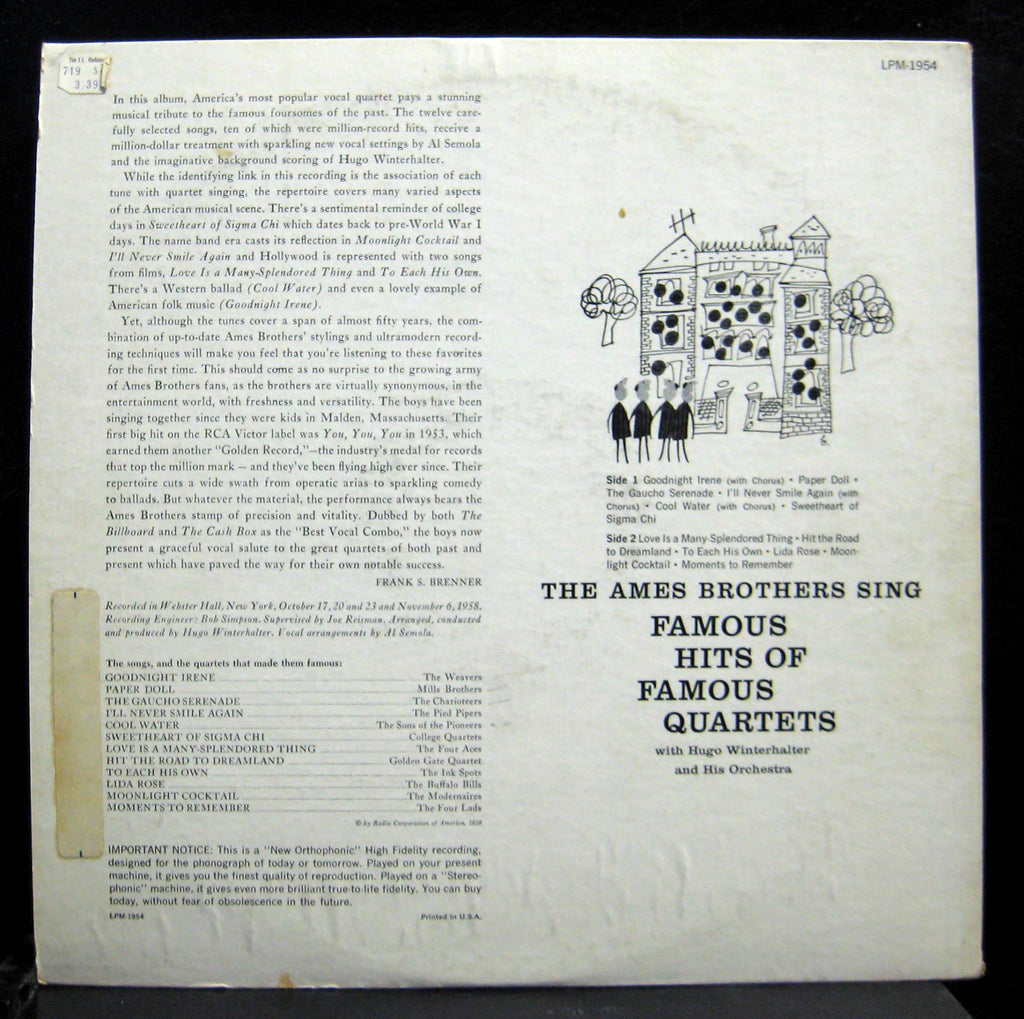 The J.L. Hudson
719 S
3.39
LPM-1954
In this album, America's most popular vocal quartet pays a stunning
musical tribute to the famous foursomes of the past. The twelve care-
fully selected songs, ten of which were million-record hits, receive a
million-dollar treatment with sparkling new vocal settings by Al Semola
and the imaginative background scoring of Hugo Winterhalter.
While the identifying link in this recording is the association of each
tune with quartet singing, the repertoire covers many varied aspects
of the American musical scene. There's a sentimental reminder of college
days in Sweetheart of Sigma Chi which dates back to pre-World War I
days. The name band era casts its reflection in Moonlight Cocktail and
I'll Never Smile Again and Hollywood is represented with two songs
from films, Love Is a Many-Splendored Thing and To Each His Own.
There's a Western ballad (Cool Water) and even a lovely example of
American folk music (Goodnight Irene).
Yet, although the tunes cover a span of almost fifty years, the com-
bination of up-to-date Ames Brothers' stylings and ultramodern record-
ing techniques will make you feel that you're listening to these favorites
for the first time. This should come as no surprise to the growing army
of Ames Brothers fans, as the brothers are virtually synonymous, in the
entertainment world, with freshness and versatility. The boys have been
singing together since they were kids in Malden, Massachusetts. Their
first big hit on the RCA Victor label was You, You, You in 1953, which
earned them another "Golden Record,"—the industry's medal for records
that top the million mark — and they've been flying high ever since. Their
repertoire cuts a wide swath from operatic arias to sparkling comedy
to ballads. But whatever the material, the performance always bears the
Ames Brothers stamp of precision and vitality. Dubbed by both The
Billboard and The Cash Box as the "Best Vocal Combo," the boys now
present a graceful vocal salute to the great quartets of both past and
present which have paved the way for their own notable success.
FRANK S. BRENNER
Recorded in Webster Hall, New York, October 17, 20 and 23 and November 6, 1958.
Recording Engineer: Bob Simpson. Supervised by Joe Reisman. Arranged, conducted
and produced by Hugo Winterhalter. Vocal arrangements by Al Semola.
The songs, and the quartets that made them famous:
GOODNIGHT IRENE The Weavers
PAPER DOLL Mills Brothers
THE GAUCHO SERENADE The Charioteers
I'LL NEVER SMILE AGAIN The Pied Pipers
COOL WATER The Sons of the Pioneers
SWEETHEART OF SIGMA CHI College Quartets
LOVE IS A MANY-SPLENDORED THING The Four Aces
HIT THE ROAD TO DREAMLAND Golden Gate Quartet
TO EACH HIS OWN The Ink Spots
LIDA ROSE The Buffalo Bills
MOONLIGHT COCKTAIL The Modernaires
MOMENTS TO REMEMBER The Four Lads
© by Radio Corporation of America, 1959
IMPORTANT NOTICE: This is a "New Orthophonic" High Fidelity recording,
designed for the phonograph of today or tomorrow. Played on your present
machine, it gives you the finest quality of reproduction. Played on a "Stereo-
phonic" machine, it gives even more brilliant true-to-life fidelity. You can buy
today, without fear of obsolescence in the future.
LPM-1954 Printed in U.S.A.
Side 1 Goodnight Irene (with Chorus) • Paper Doll •
The Gaucho Serenade • I'll Never Smile Again (with
Chorus) • Cool Water (with Chorus) • Sweetheart of
Sigma Chi
Side 2 Love Is a Many-Splendored Thing • Hit the Road
to Dreamland • To Each His Own • Lida Rose • Moon-
light Cocktail • Moments to Remember
THE AMES BROTHERS SING
FAMOUS
HITS OF
FAMOUS
QUARTETS
with Hugo Winterhalter
and His Orchestra